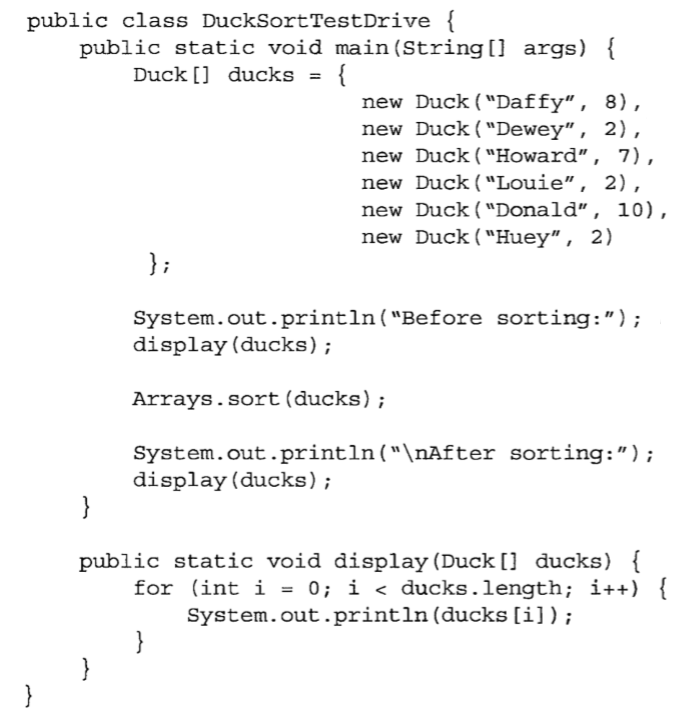 public class DuckSortTestDrive {
    public static void main(String[] args) {
        Duck[] ducks = {
                        new Duck("Daffy", 8),
                        new Duck("Dewey", 2),
                        new Duck("Howard", 7),
                        new Duck("Louie", 2),
                        new Duck("Donald", 10),
                        new Duck("Huey", 2)
         };

        System.out.println("Before sorting:");
        display(ducks);

        Arrays.sort(ducks);

        System.out.println("\nAfter sorting:");
        display(ducks);
    }

    public static void display(Duck[] ducks) {
        for (int i = 0; i < ducks.length; i++) {
            System.out.println(ducks[i]);
        }
    }
}